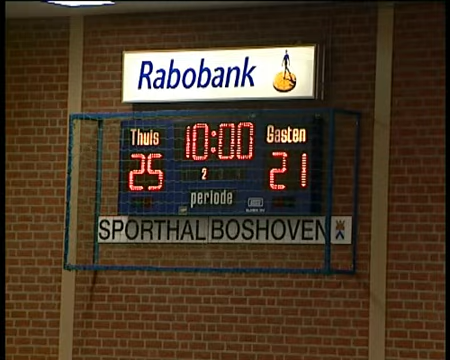 Rabobank
Thuis 10:00 Gasten
25 2 21
periode
SPORTHAL BOSHOVEN